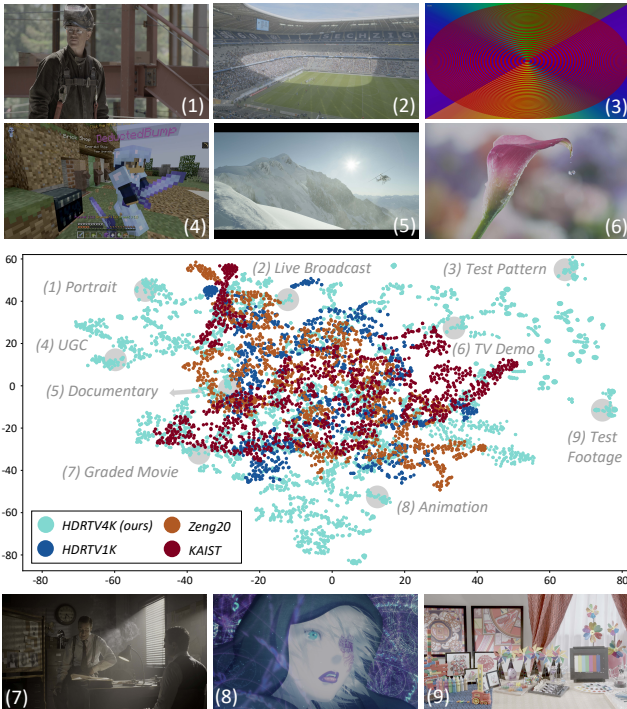 (1)
(2)
(3)
DejectedBump
(4)
(5)
(6)
60
40
20
0
-20
-40
-60
-80
(1) Portrait
(2) Live Broadcast
(3) Test Pattern
(4) UGC
(5) Documentary
(6) TV Demo
(7) Graded Movie
(8) Animation
(9) Test
Footage
HDRTV4K (ours)
Zeng20
HDRTV1K
KAIST
-80
-60
-40
-20
0
20
40
60
80
(7)
(8)
(9)